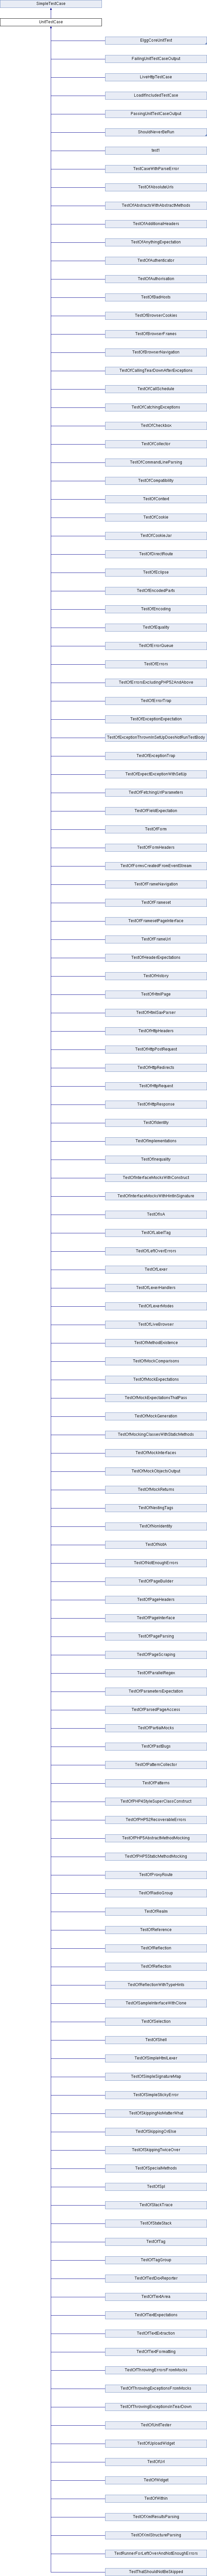 SimpleTestCase
UnitTestCase
ElggCoreUnitTest
FailingUnitTestCaseOutput
LiveHttpTestCase
LoadIfIncludedTestCase
PassingUnitTestCaseOutput
ShouldNeverBeRun
test1
TestCaseWithParseError
TestOfAbsoluteUrls
TestOfAbstractsWithAbstractMethods
TestOfAdditionalHeaders
TestOfAnythingExpectation
TestOfAuthenticator
TestOfAuthorisation
TestOfBadHosts
TestOfBrowserCookies
TestOfBrowserFrames
TestOfBrowserNavigation
TestOfCallingTearDownAfterExceptions
TestOfCallSchedule
TestOfCatchingExceptions
TestOfCheckbox
TestOfCollector
TestOfCommandLineParsing
TestOfCompatibility
TestOfContext
TestOfCookie
TestOfCookieJar
TestOfDirectRoute
TestOfEclipse
TestOfEncodedParts
TestOfEncoding
TestOfEquality
TestOfErrorQueue
TestOfErrors
TestOfErrorsExcludingPHP52AndAbove
TestOfErrorTrap
TestOfExceptionExpectation
TestOfExceptionThrownInSetUpDoesNotRunTestBody
TestOfExceptionTrap
TestOfExpectExceptionWithSetUp
TestOfFetchingUrlParameters
TestOfFieldExpectation
TestOfForm
TestOfFormHeaders
TestOfFormsCreatedFromEventStream
TestOfFrameNavigation
TestOfFrameset
TestOfFramesetPageInterface
TestOfFrameUrl
TestOfHeaderExpectations
TestOfHistory
TestOfHtmlPage
TestOfHtmlSaxParser
TestOfHttpHeaders
TestOfHttpPostRequest
TestOfHttpRedirects
TestOfHttpRequest
TestOfHttpResponse
TestOfIdentity
TestOfImplementations
TestOfInequality
TestOfInterfaceMocksWithConstruct
TestOfInterfaceMocksWithHintInSignature
TestOfIsA
TestOfLabelTag
TestOfLeftOverErrors
TestOfLexer
TestOfLexerHandlers
TestOfLexerModes
TestOfLiveBrowser
TestOfMethodExistence
TestOfMockComparisons
TestOfMockExpectations
TestOfMockExpectationsThatPass
TestOfMockGeneration
TestOfMockingClassesWithStaticMethods
TestOfMockInterfaces
TestOfMockObjectsOutput
TestOfMockReturns
TestOfNestingTags
TestOfNonIdentity
TestOfNotA
TestOfNotEnoughErrors
TestOfPageBuilder
TestOfPageHeaders
TestOfPageInterface
TestOfPageParsing
TestOfPageScraping
TestOfParallelRegex
TestOfParametersExpectation
TestOfParsedPageAccess
TestOfPartialMocks
TestOfPastBugs
TestOfPatternCollector
TestOfPatterns
TestOfPHP4StyleSuperClassConstruct
TestOfPHP52RecoverableErrors
TestOfPHP5AbstractMethodMocking
TestOfPHP5StaticMethodMocking
TestOfProxyRoute
TestOfRadioGroup
TestOfRealm
TestOfReference
TestOfReflection
TestOfReflection
TestOfReflectionWithTypeHints
TestOfSampleInterfaceWithClone
TestOfSelection
TestOfShell
TestOfSimpleHtmlLexer
TestOfSimpleSignatureMap
TestOfSimpleStickyError
TestOfSkippingNoMatterWhat
TestOfSkippingOrElse
TestOfSkippingTwiceOver
TestOfSpecialMethods
TestOfSpl
TestOfStackTrace
TestOfStateStack
TestOfTag
TestOfTagGroup
TestOfTestDoxReporter
TestOfTextArea
TestOfTextExpectations
TestOfTextExtraction
TestOfTextFormatting
TestOfThrowingErrorsFromMocks
TestOfThrowingExceptionsFromMocks
TestOfThrowingExceptionsInTearDown
TestOfUnitTester
TestOfUploadWidget
TestOfUrl
TestOfWidget
TestOfWithin
TestOfXmlResultsParsing
TestOfXmlStructureParsing
TestRunnerForLeftOverAndNotEnoughErrors
TestThatShouldNotBeSkipped